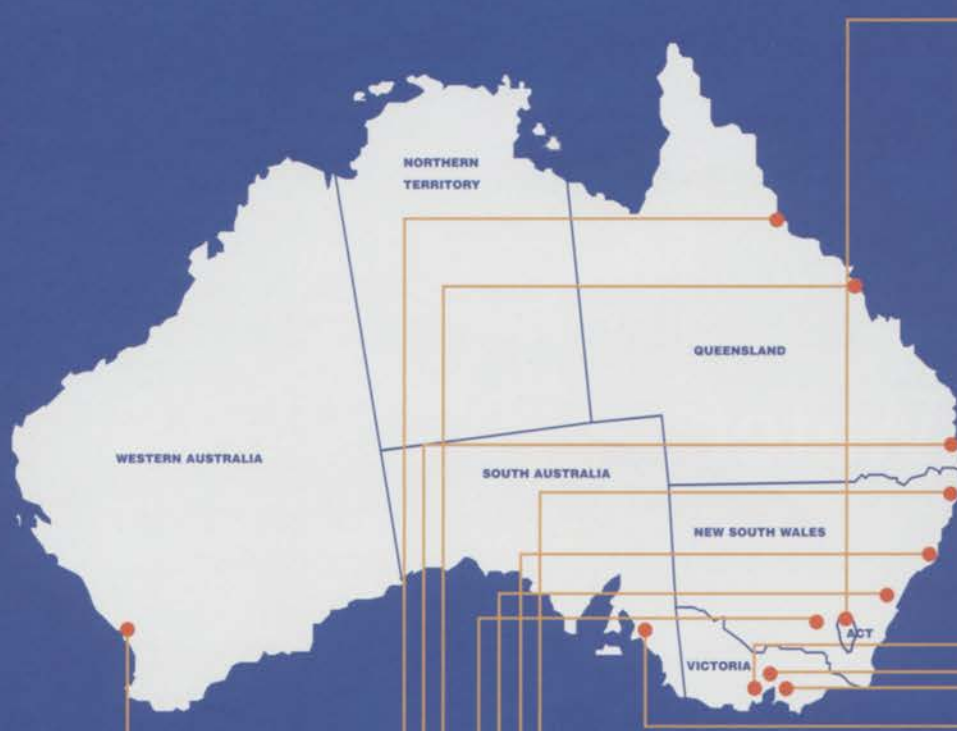 NORTHERN
TERRITORY
QUEENSLAND
WESTERN AUSTRALIA
SOUTH AUSTRALIA
NEW SOUTH WALES
ACT
VICTORIA